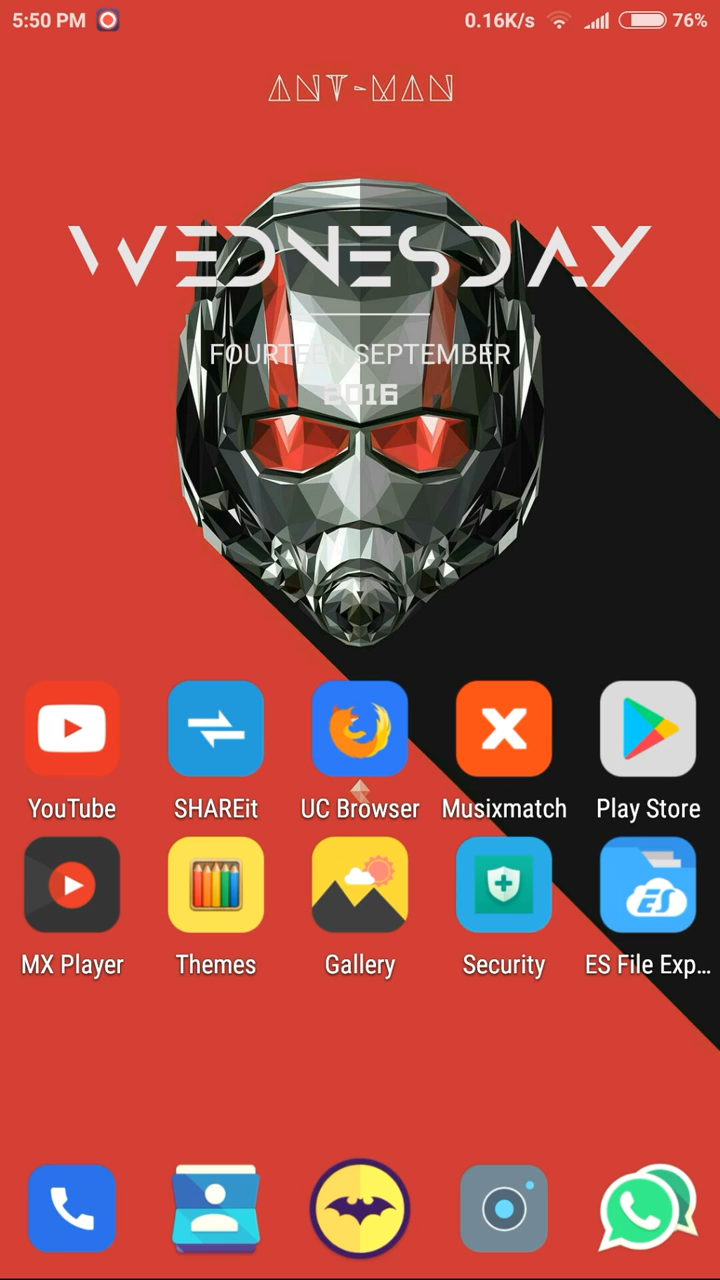 5:50 PM 0.16K/s 76%
ANT-MAN
WEDNESDAY
FOURTEEN SEPTEMBER
2016
YouTube SHAREit UC Browser Musixmatch Play Store
ES
MX Player Themes Gallery Security ES File Exp...